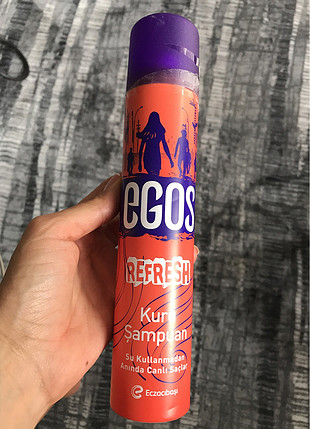 eGOS
REFRESH
Kuru
Şampuan
Su Kullanmadan
Anında Canlı Saçlar
Eczacıbaşı